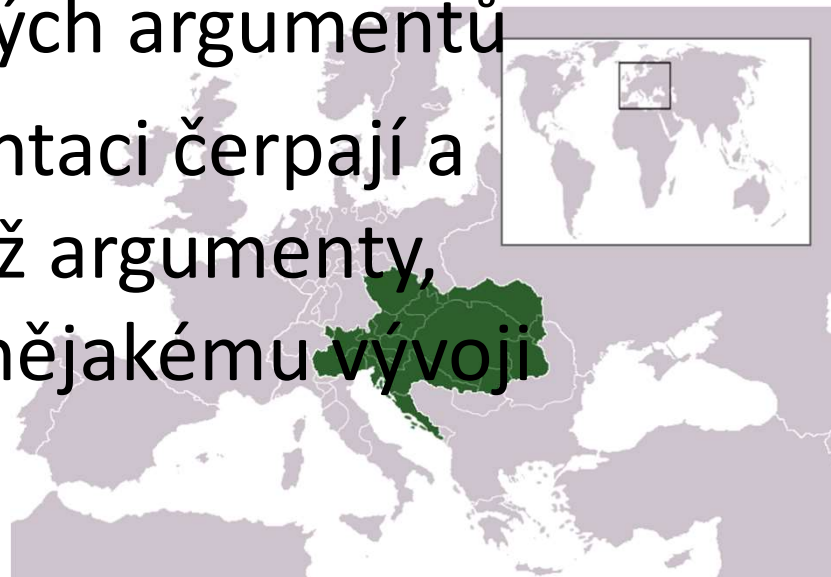 ých argumentů
ntaci čerpají a
ž argumenty,
nějakému vývoji